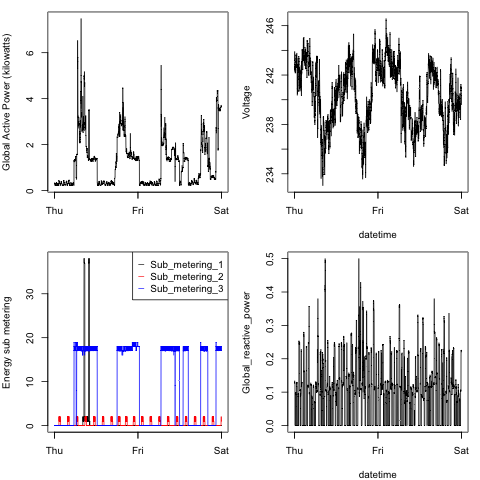 Global Active Power (kilowatts)
0 2 4 6
Thu Fri Sat
Voltage
234 238 242 246
Thu Fri Sat
datetime
Energy sub metering
0 10 20 30
Sub_metering_1
Sub_metering_2
Sub_metering_3
Thu Fri Sat
Global_reactive_power
0.0 0.1 0.2 0.3 0.4 0.5
Thu Fri Sat
datetime